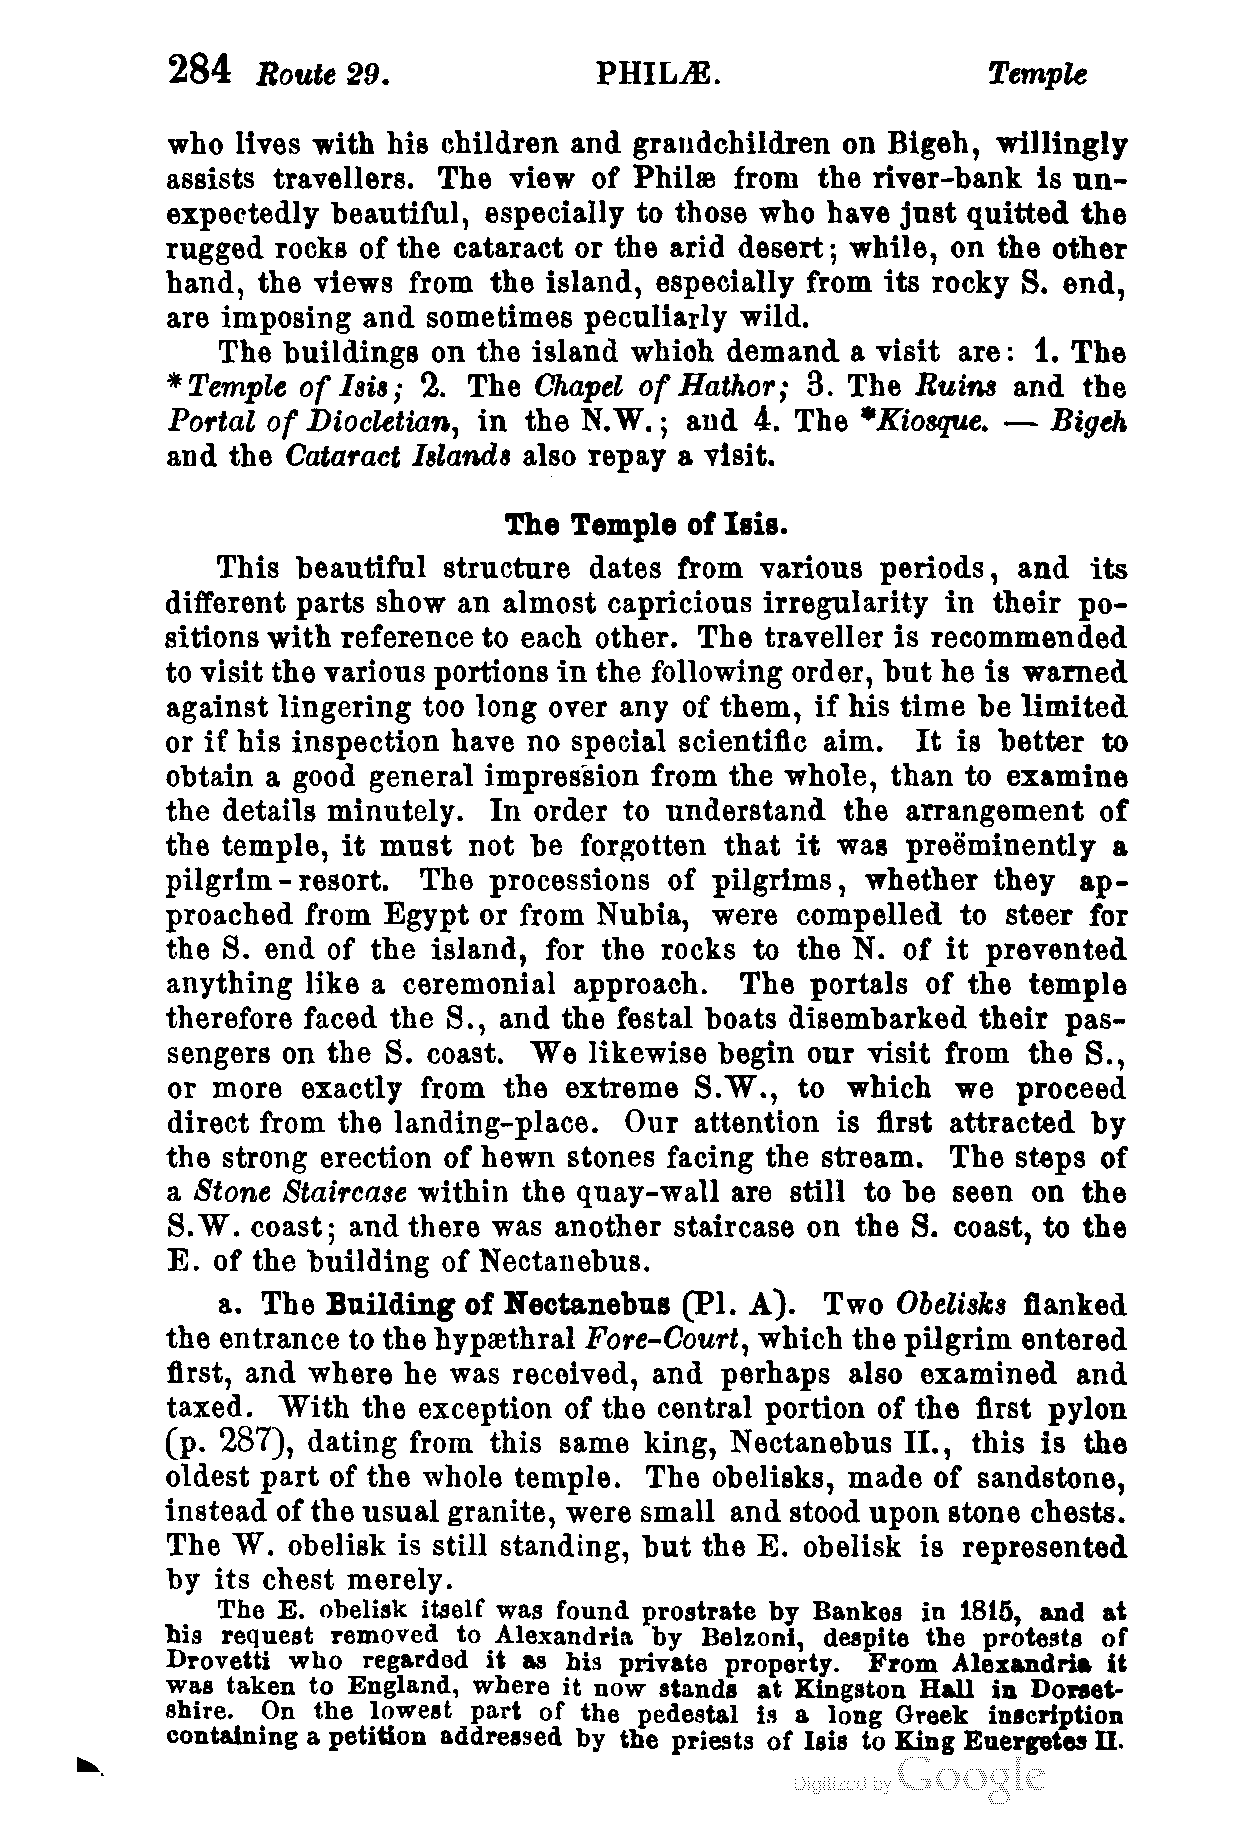 284 Route 29. PHILÆ. Temple
who lives with his children and grandchildren on Bigeh, willingly
assists travellers. The view of Philæ from the river-bank is un-
expectedly beautiful, especially to those who have just quitted the
rugged rocks of the cataract or the arid desert; while, on the other
hand, the views from the island, especially from its rocky S. end,
are imposing and sometimes peculiarly wild.
The buildings on the island which demand a visit are: 1. The
*Temple of Isis; 2. The Chapel of Hathor; 3. The Ruins and the
Portal of Diocletian, in the N.W.; and 4. The *Kiosque. — Bigeh
and the Cataract Islands also repay a visit.
The Temple of Isis.
This beautiful structure dates from various periods, and its
different parts show an almost capricious irregularity in their po-
sitions with reference to each other. The traveller is recommended
to visit the various portions in the following order, but he is warned
against lingering too long over any of them, if his time be limited
or if his inspection have no special scientific aim. It is better to
obtain a good general impression from the whole, than to examine
the details minutely. In order to understand the arrangement of
the temple, it must not be forgotten that it was preëminently a
pilgrim-resort. The processions of pilgrims, whether they ap-
proached from Egypt or from Nubia, were compelled to steer for
the S. end of the island, for the rocks to the N. of it prevented
anything like a ceremonial approach. The portals of the temple
therefore faced the S., and the festal boats disembarked their pas-
sengers on the S. coast. We likewise begin our visit from the S.,
or more exactly from the extreme S.W., to which we proceed
direct from the landing-place. Our attention is first attracted by
the strong erection of hewn stones facing the stream. The steps of
a Stone Staircase within the quay-wall are still to be seen on the
S.W. coast; and there was another staircase on the S. coast, to the
E. of the building of Nectanebus.
a. The Building of Nectanebus (Pl. A). Two Obelisks flanked
the entrance to the hypæthral Fore-Court, which the pilgrim entered
first, and where he was received, and perhaps also examined and
taxed. With the exception of the central portion of the first pylon
(p. 287), dating from this same king, Nectanebus II., this is the
oldest part of the whole temple. The obelisks, made of sandstone,
instead of the usual granite, were small and stood upon stone chests.
The W. obelisk is still standing, but the E. obelisk is represented
by its chest merely.
The E. obelisk itself was found prostrate by Bankes in 1815, and at
his request removed to Alexandria by Belzoni, despite the protests of
Drovetti who regarded it as his private property. From Alexandria it
was taken to England, where it now stands at Kingston Hall in Dorset-
shire. On the lowest part of the pedestal is a long Greek inscription
containing a petition addressed by the priests of Isis to King Euergetes II.
Digitized by Google